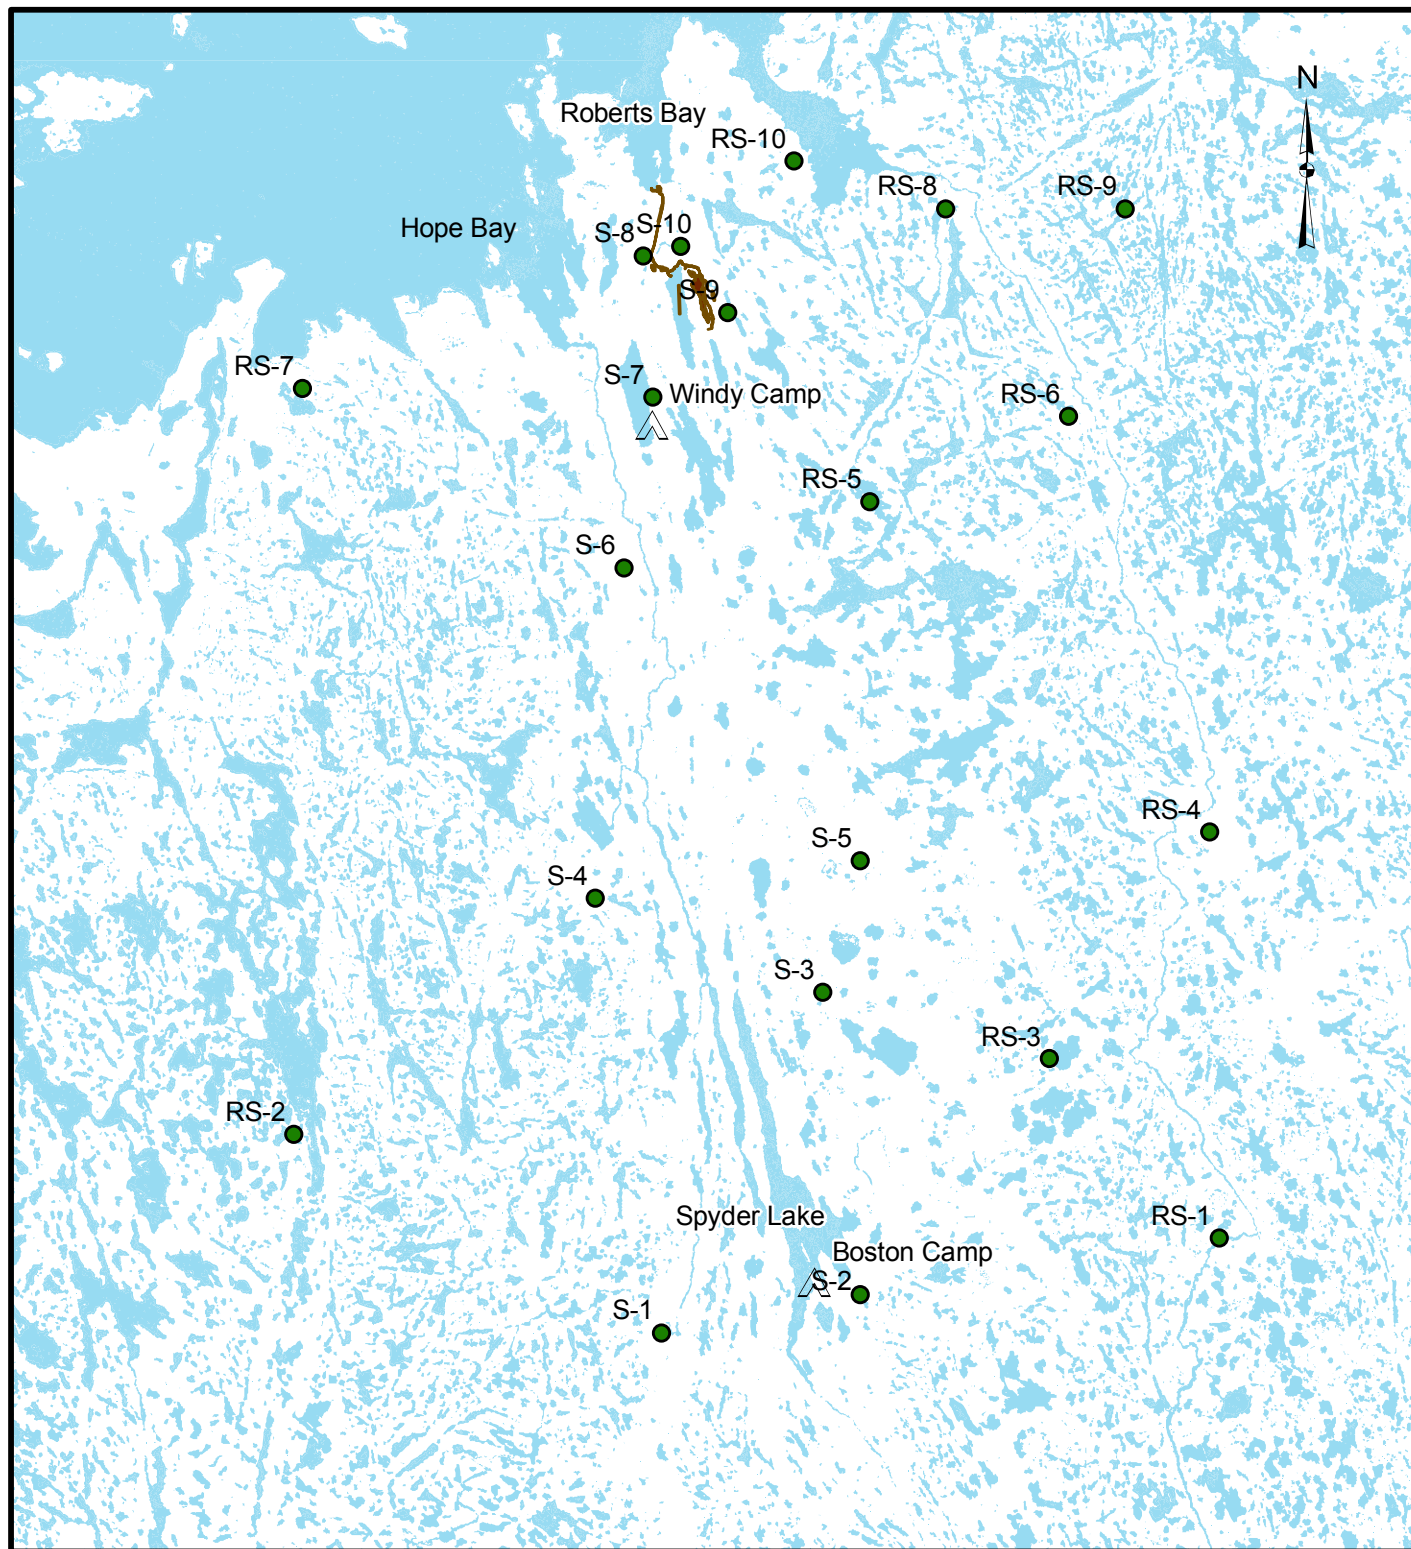 N
Roberts Bay
RS-10
RS-8
RS-9
Hope Bay
S-10
S-8
S-9
RS-7
S-7
Windy Camp
RS-6
RS-5
S-6
RS-4
S-5
S-4
S-3
RS-3
RS-2
Spyder Lake
RS-1
Boston Camp
S-2
S-1